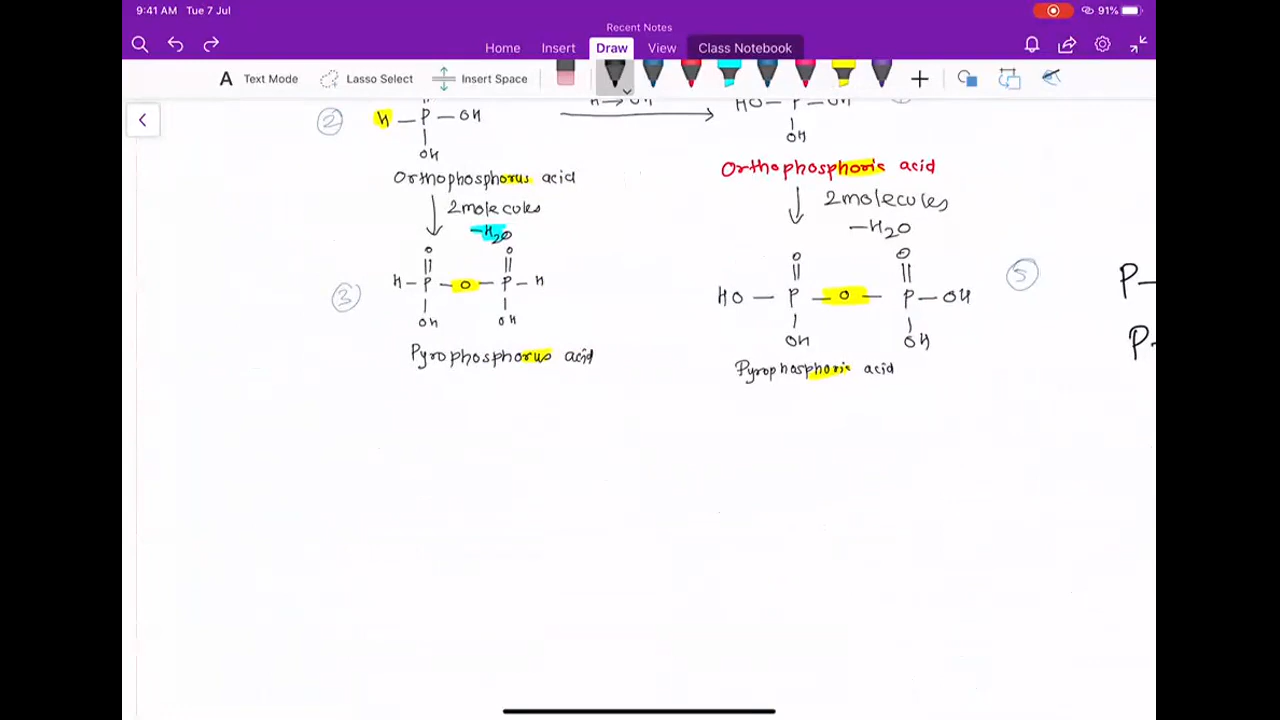 9:41 AM Tue 7 Jul
91%
Recent Notes
Home Insert Draw View Class Notebook
A Text Mode Lasso Select Insert Space
2 H — P — OH
OH
Orthophosphorus acid
2 molecules
-H2O
O O
3 H — P — O — P — H
OH OH
Pyrophosphorus acid
HO — P — OH
OH
Orthophosphoric acid
2 molecules
-H2O
O O
HO — P — O — P — OH
OH OH
Pyrophosphoric acid
5
P —
P